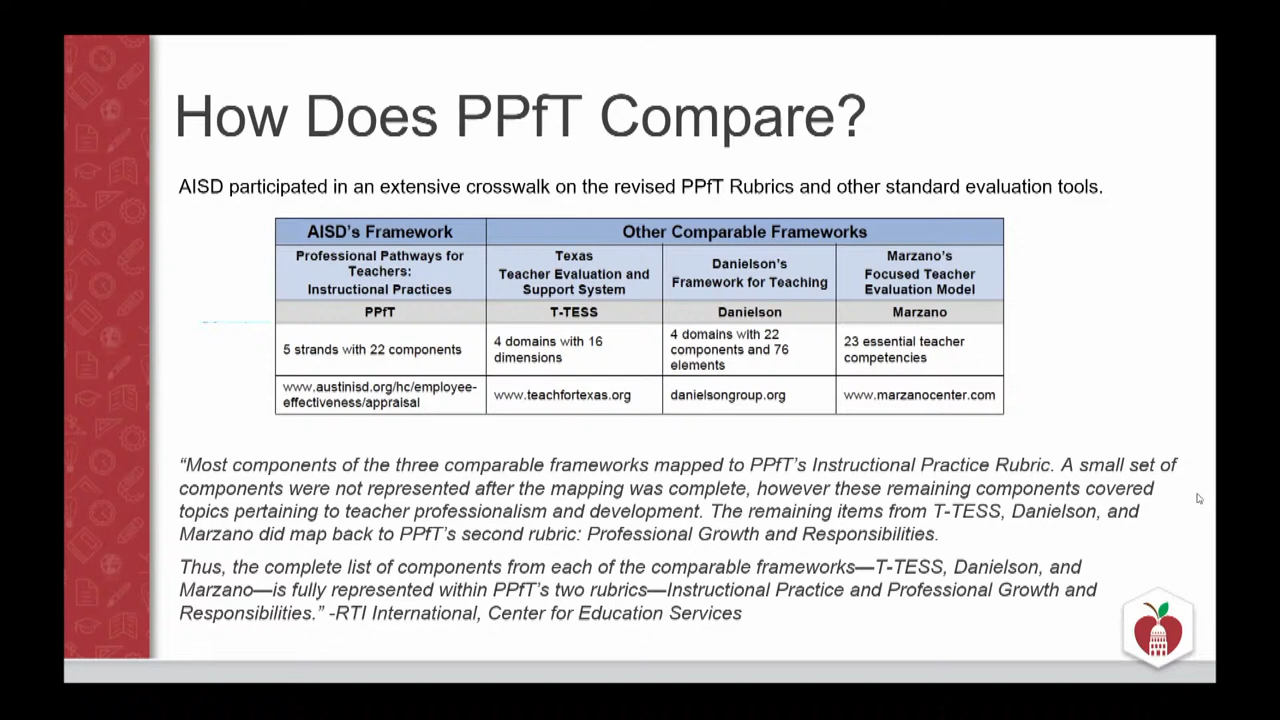 How Does PPfT Compare?
AISD participated in an extensive crosswalk on the revised PPfT Rubrics and other standard evaluation tools.
AISD's Framework
Other Comparable Frameworks
Professional Pathways for
Teachers:
Instructional Practices
Texas
Teacher Evaluation and
Support System
Danielson's
Framework for Teaching
Marzano's
Focused Teacher
Evaluation Model
PPfT
T-TESS
Danielson
Marzano
5 strands with 22 components
4 domains with 16
dimensions
4 domains with 22
components and 76
elements
23 essential teacher
competencies
www.austinisd.org/hc/employee-
effectiveness/appraisal
www.teachfortexas.org
danielsongroup.org
www.marzanocenter.com
“Most components of the three comparable frameworks mapped to PPfT's Instructional Practice Rubric. A small set of
components were not represented after the mapping was complete, however these remaining components covered
topics pertaining to teacher professionalism and development. The remaining items from T-TESS, Danielson, and
Marzano did map back to PPfT's second rubric: Professional Growth and Responsibilities.
Thus, the complete list of components from each of the comparable frameworks—T-TESS, Danielson, and
Marzano—is fully represented within PPfT's two rubrics—Instructional Practice and Professional Growth and
Responsibilities.” -RTI International, Center for Education Services